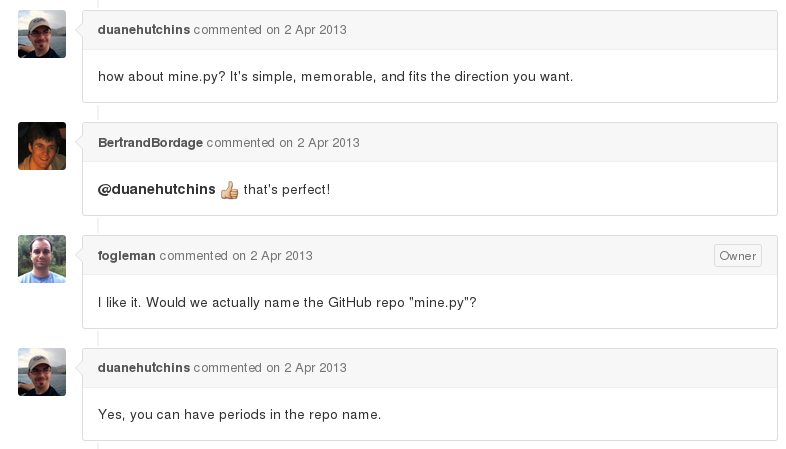 duanehutchins commented on 2 Apr 2013
how about mine.py? It's simple, memorable, and fits the direction you want.
BertrandBordage commented on 2 Apr 2013
@duanehutchins 👍 that's perfect!
fogleman commented on 2 Apr 2013 Owner
I like it. Would we actually name the GitHub repo "mine.py"?
duanehutchins commented on 2 Apr 2013
Yes, you can have periods in the repo name.